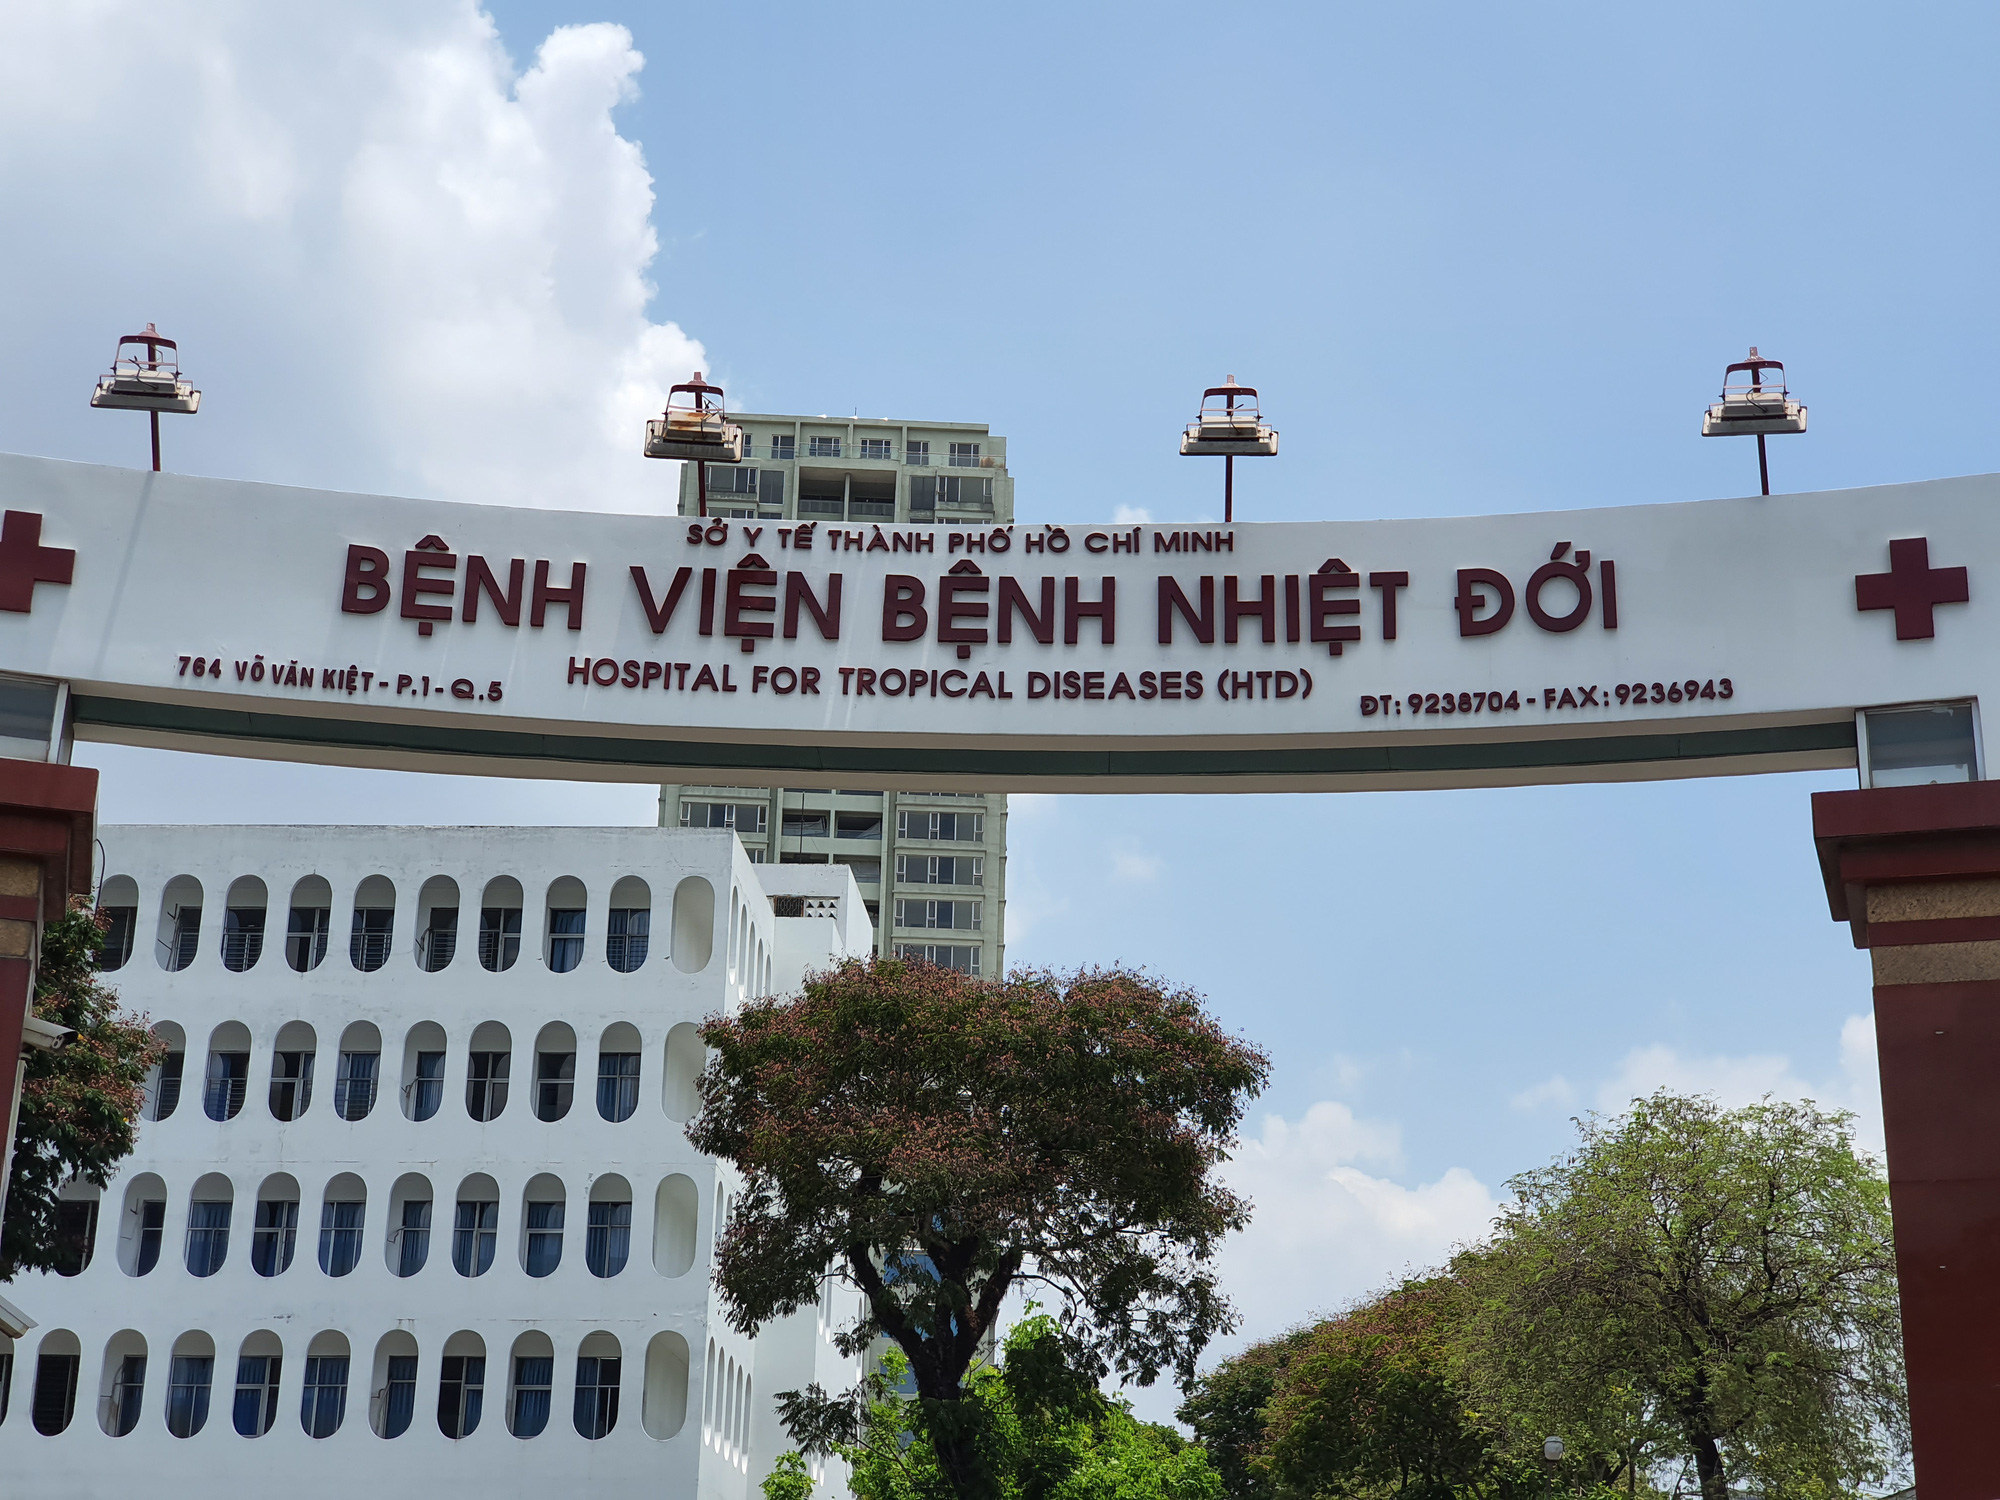 SỞ Y TẾ THÀNH PHỐ HỒ CHÍ MINH
BỆNH VIỆN BỆNH NHIỆT ĐỚI
HOSPITAL FOR TROPICAL DISEASES (HTD)
764 VÕ VĂN KIỆT - P.1 - Q.5
ĐT: 9238704 - FAX: 9236943